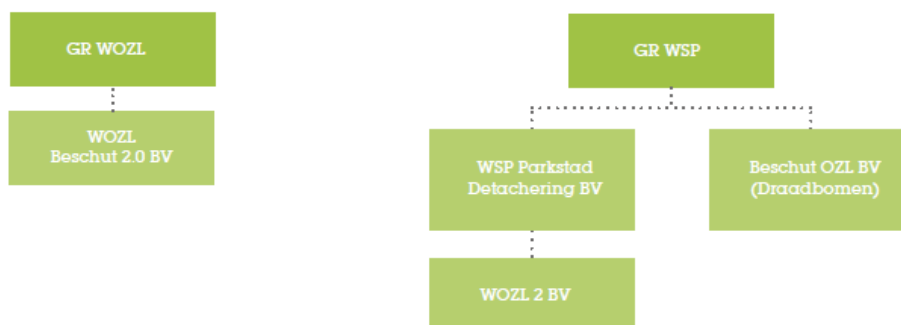 GR WOZL
WOZL
Beschut 2.0 BV
GR WSP
WSP Parkstad
Detachering BV
Beschut OZL BV
(Draadbomen)
WOZL 2 BV